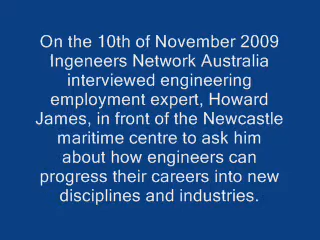 On the 10th of November 2009
Ingeneers Network Australia
interviewed engineering
employment expert, Howard
James, in front of the Newcastle
maritime centre to ask him
about how engineers can
progress their careers into new
disciplines and industries.